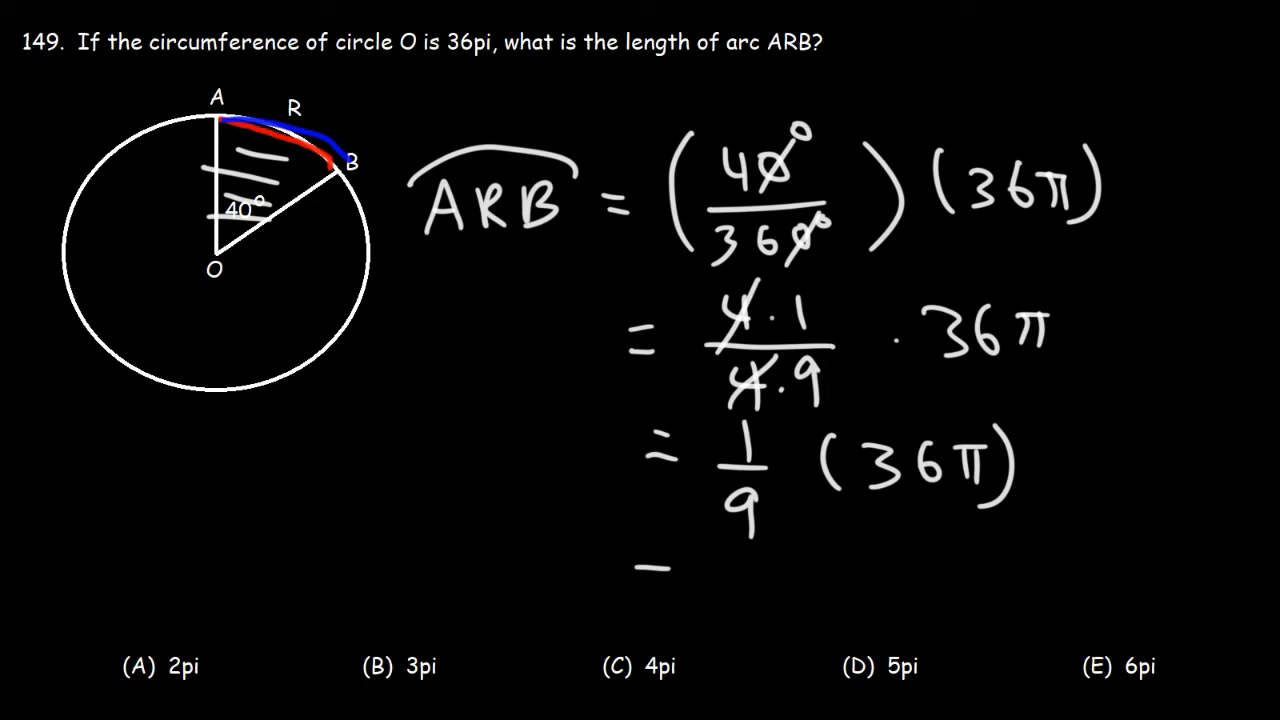 149. If the circumference of circle O is 36pi, what is the length of arc ARB?
A
R
B
40°
O
ARB = (40°/360°)(36π)
= 4·1/4·9 · 36π
= 1/9 (36π)
(A) 2pi (B) 3pi (C) 4pi (D) 5pi (E) 6pi